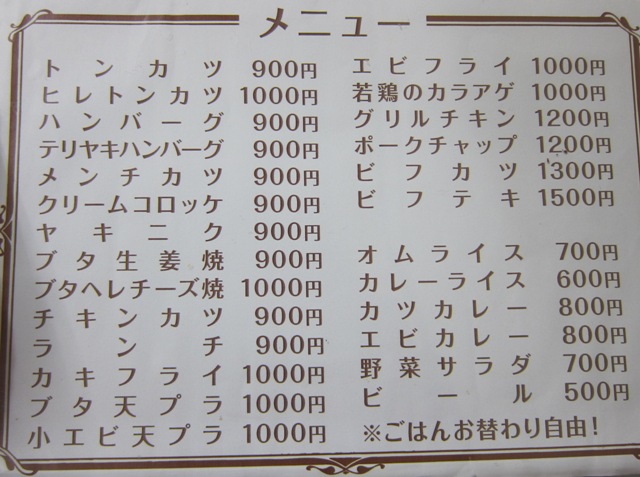 メニュー
トンカツ 900円
ヒレトンカツ 1000円
ハンバーグ 900円
テリヤキハンバーグ 900円
メンチカツ 900円
クリームコロッケ 900円
ヤキニク 900円
ブタ生姜焼 900円
ブタヘレチーズ焼 1000円
チキンカツ 900円
ランチ 900円
カキフライ 1000円
ブタ天プラ 1000円
小エビ天プラ 1000円
エビフライ 1000円
若鶏のカラアゲ 1000円
グリルチキン 1200円
ポークチャップ 1200円
ビフカツ 1300円
ビフテキ 1500円
オムライス 700円
カレーライス 600円
カツカレー 800円
エビカレー 800円
野菜サラダ 700円
ビール 500円
※ごはんお替わり自由!